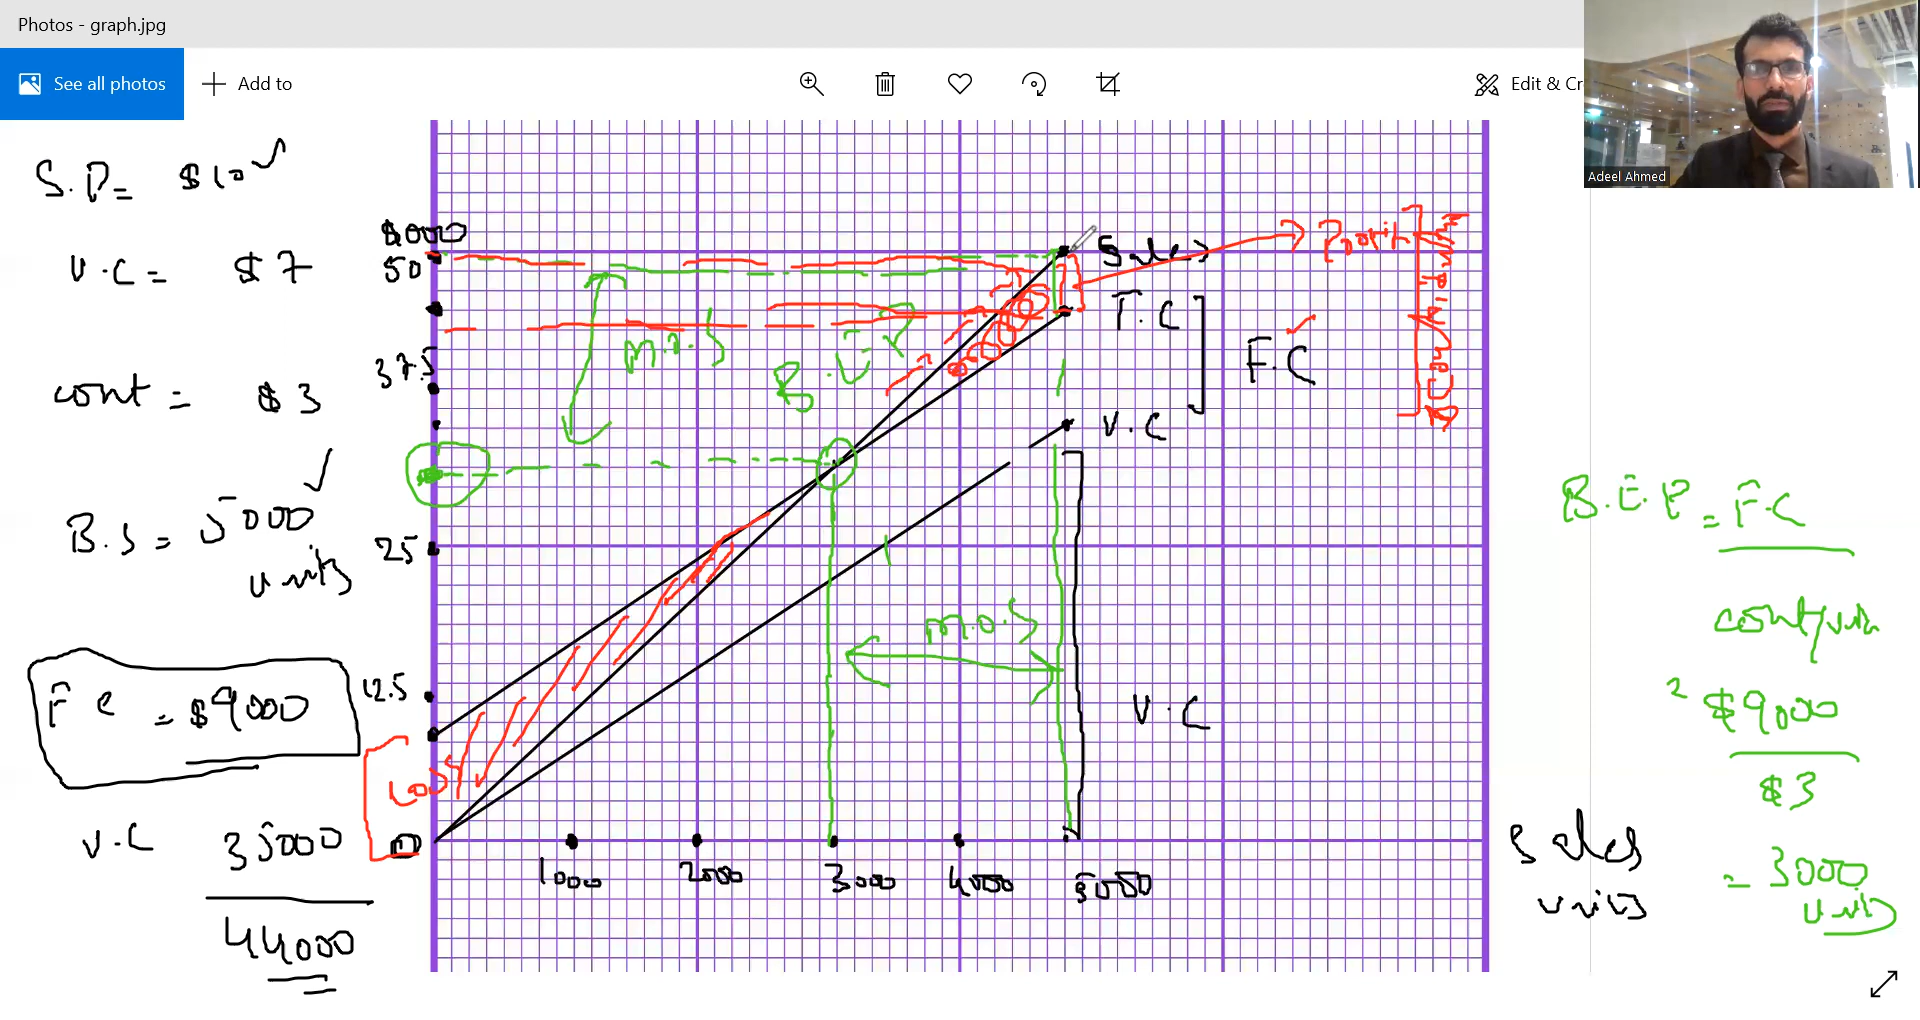 Photos - graph.jpg
See all photos
Add to
Edit & Cr
Adeel Ahmed
S.P = $10
V.C = $7
cont = $3
B.S = 5000
units
F C = $9000
V.C 35000
44000
$000
50
37.5
25
12.5
0
Loss
1000
2000
3000
4000
5000
Sales
units
Sales
T.C
V.C
F.C
V.C
m.o.s
m.o.s
Profit
B.E.P = F.C
cont/unit
= $9000
$3
= 3000
units